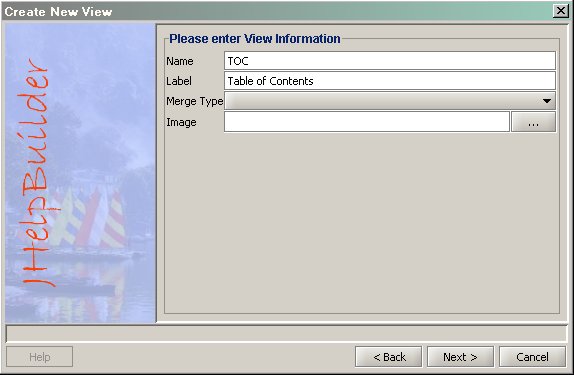 Create New View
JHelpBuilder
Please enter View Information
Name TOC
Label Table of Contents
Merge Type
Image ...
Help < Back Next > Cancel